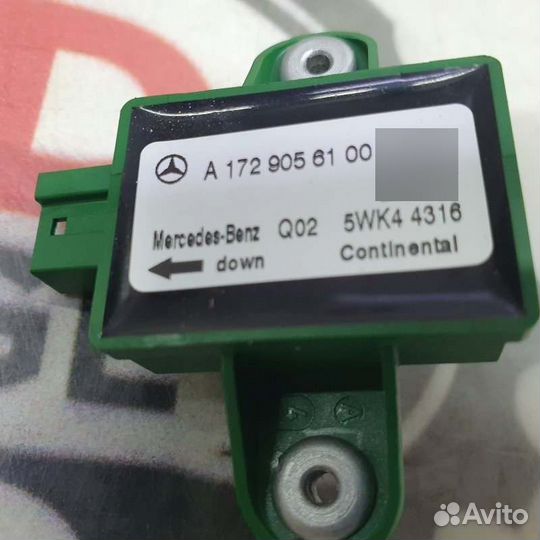 A 172 905 61 00
Mercedes-Benz Q02 5WK4 4316
down Continental
Avito